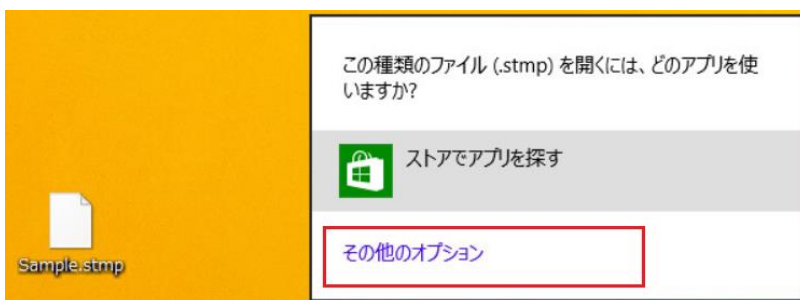 この種類のファイル (.stmp) を開くには、どのアプリを使
いますか?
ストアでアプリを探す
その他のオプション
Sample.stmp